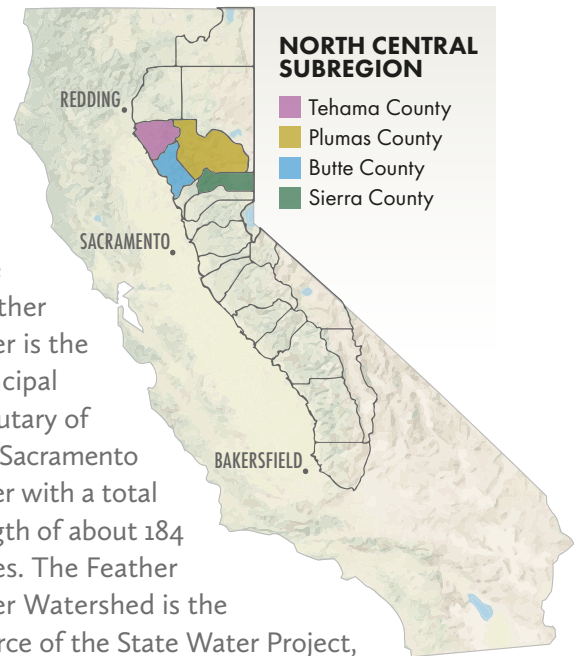 NORTH CENTRAL
SUBREGION
Tehama County
Plumas County
Butte County
Sierra County
REDDING
SACRAMENTO
BAKERSFIELD
ther
er is the
cipal
utary of
Sacramento
er with a total
gth of about 184
es. The Feather
er Watershed is the
rce of the State Water Project,